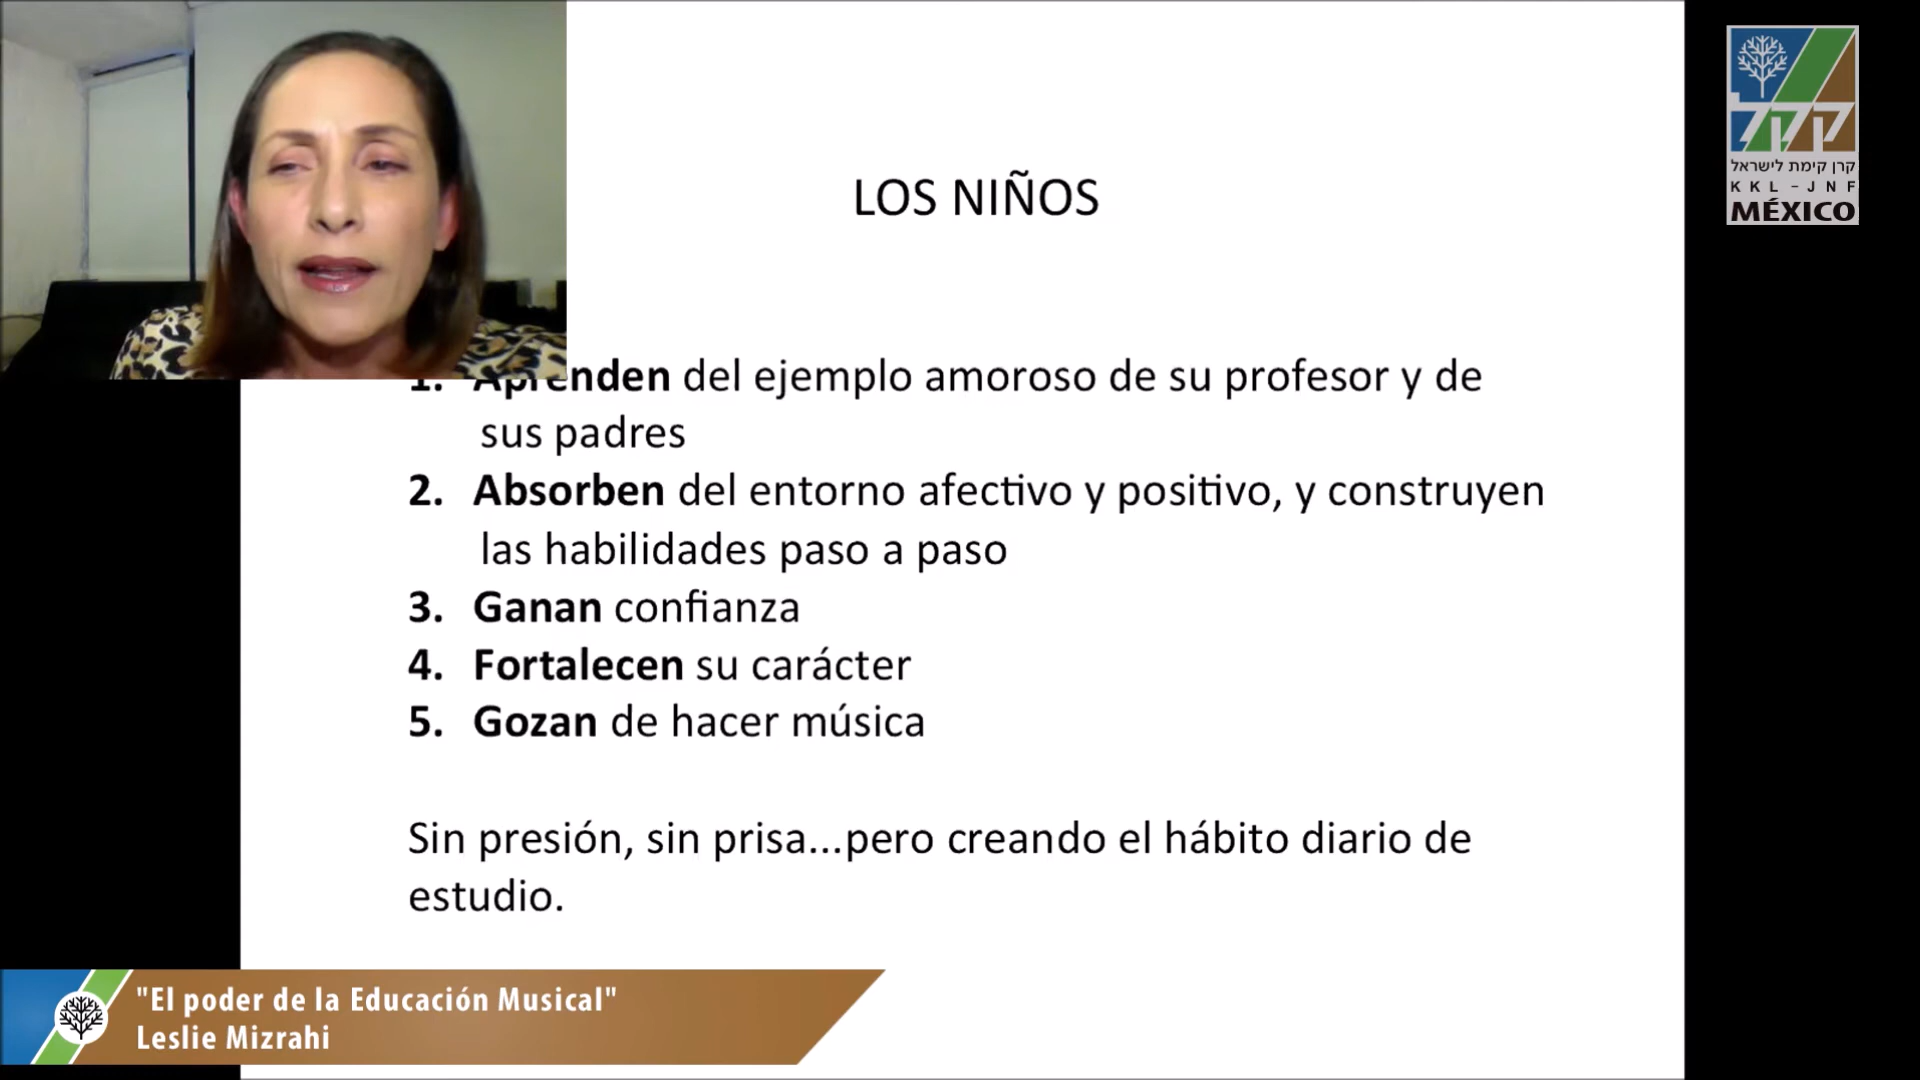 LOS NIÑOS
1. Aprenden del ejemplo amoroso de su profesor y de
sus padres
2. Absorben del entorno afectivo y positivo, y construyen
las habilidades paso a paso
3. Ganan confianza
4. Fortalecen su carácter
5. Gozan de hacer música
Sin presión, sin prisa...pero creando el hábito diario de
estudio.
קקל
קרן קימת לישראל
KKL-JNF
MÉXICO
"El poder de la Educación Musical"
Leslie Mizrahi